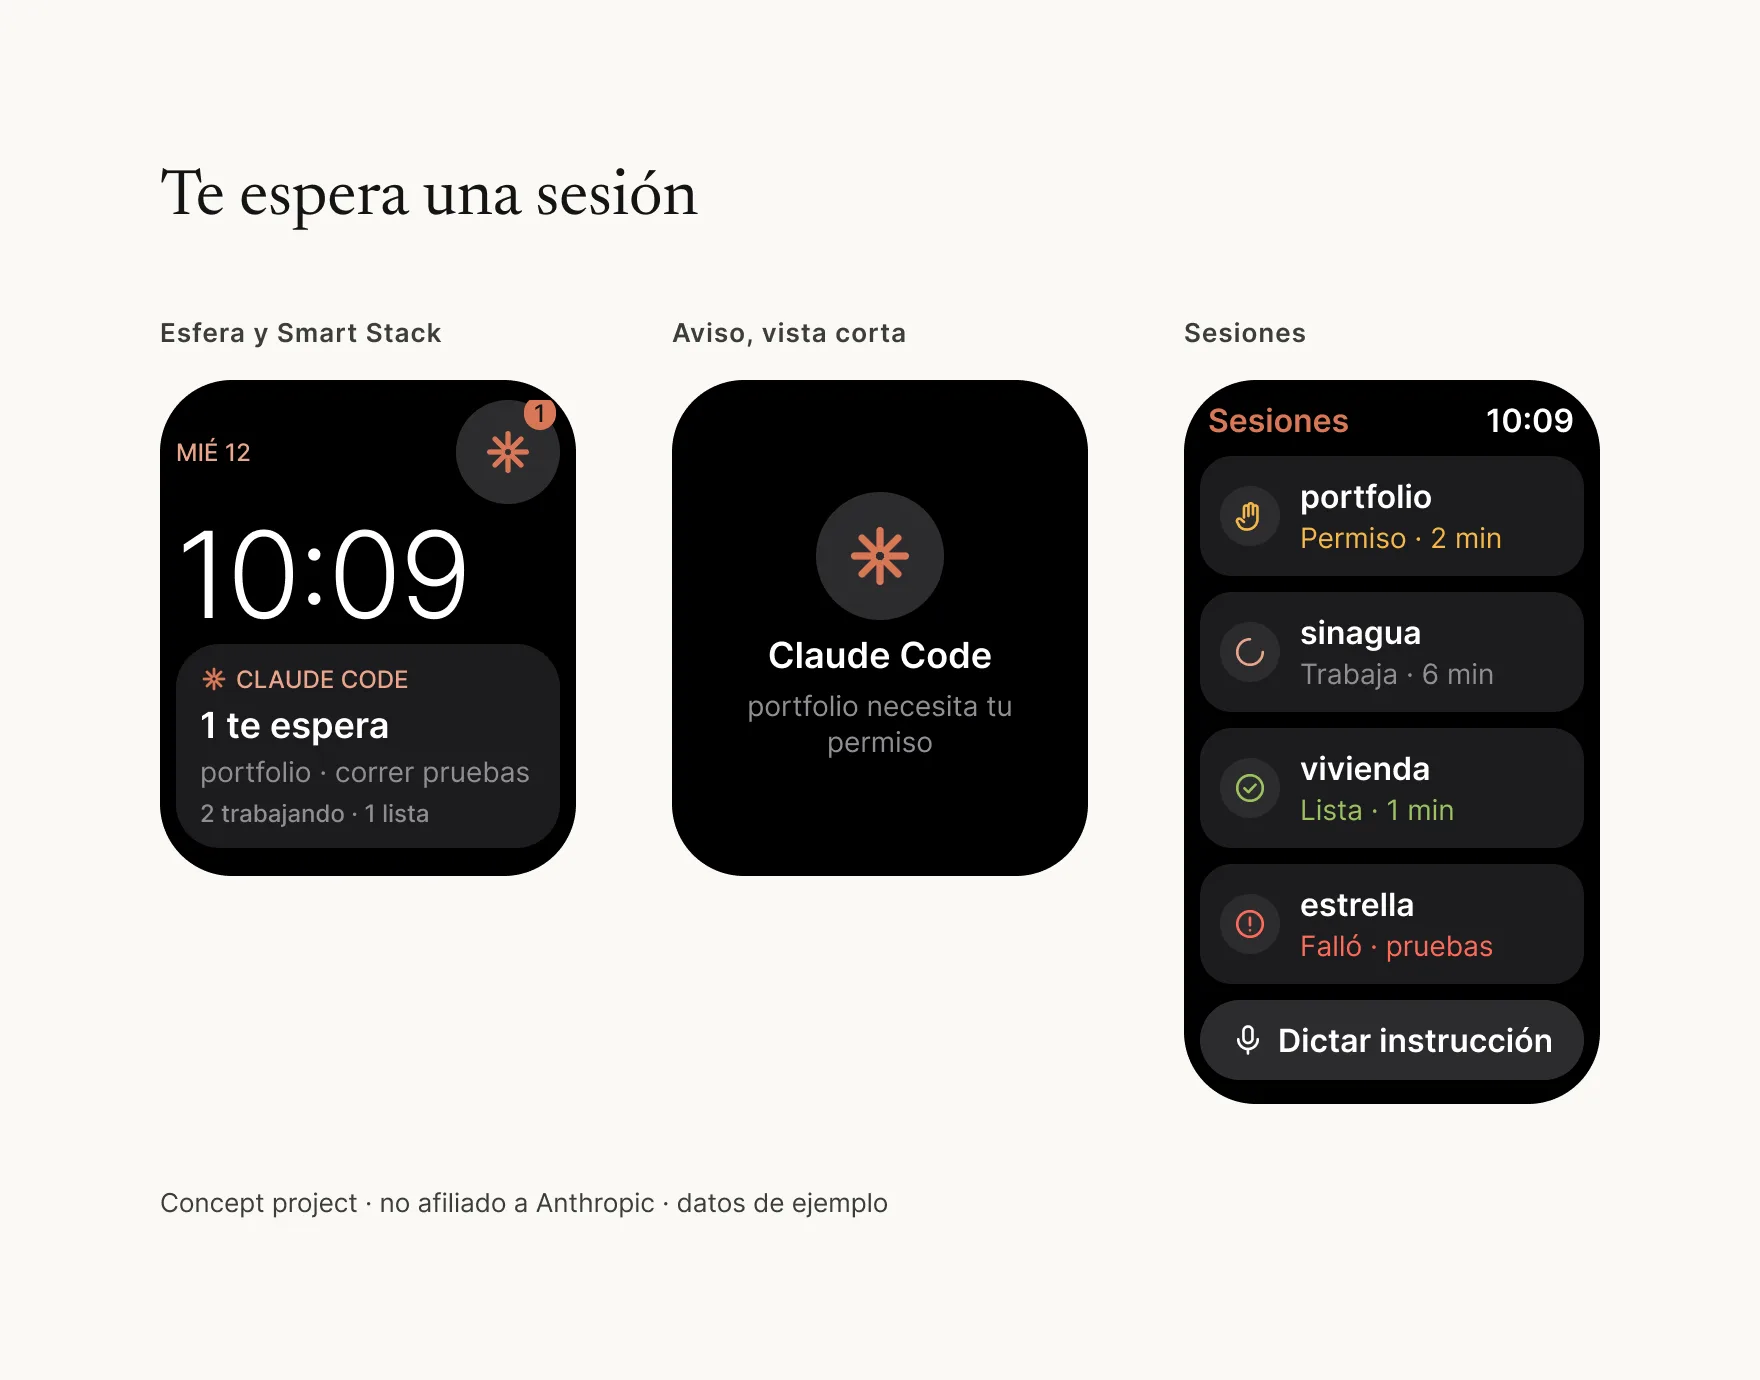 Te espera una sesión
Esfera y Smart Stack
MIÉ 12
1
10:09
CLAUDE CODE
1 te espera
portfolio · correr pruebas
2 trabajando · 1 lista
Aviso, vista corta
Claude Code
portfolio necesita tu
permiso
Sesiones
Sesiones
10:09
portfolio
Permiso · 2 min
sinagua
Trabaja · 6 min
vivienda
Lista · 1 min
estrella
Falló · pruebas
Dictar instrucción
Concept project · no afiliado a Anthropic · datos de ejemplo